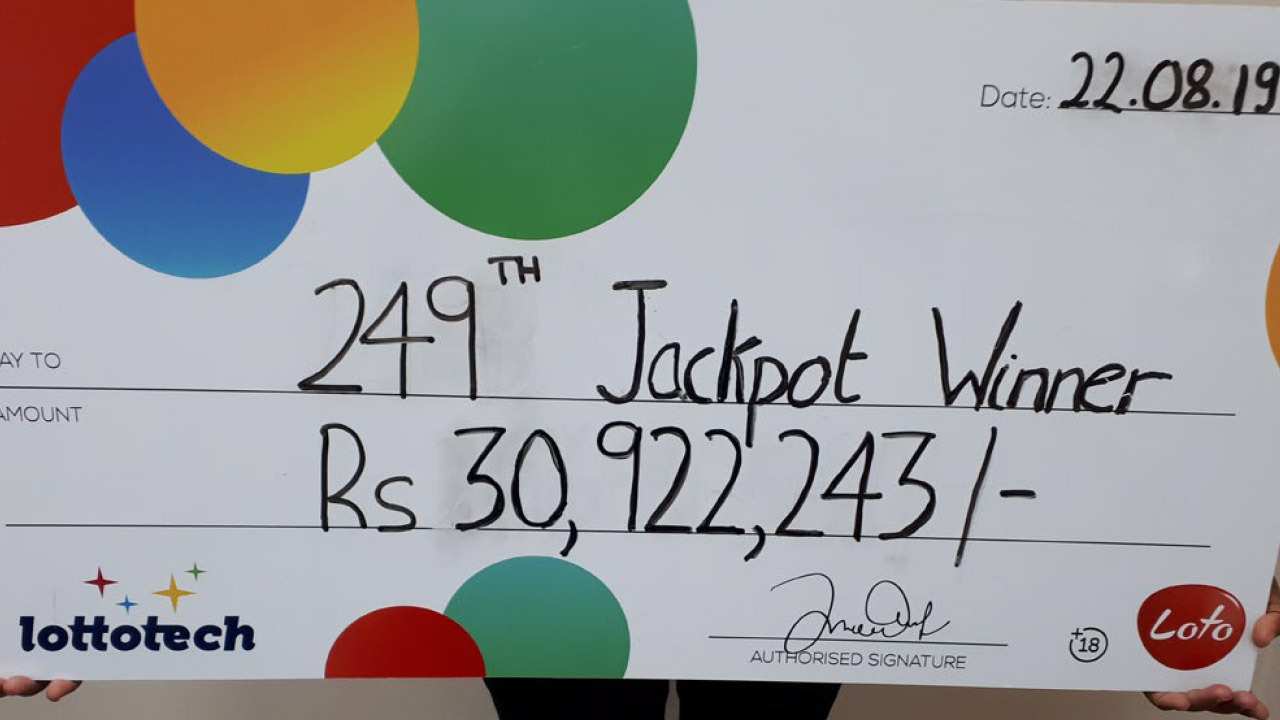 Date: 22.08.19
AY TO 249TH Jackpot Winner
AMOUNT Rs 30,922,243/-
lottotech
AUTHORISED SIGNATURE
+18
Loto